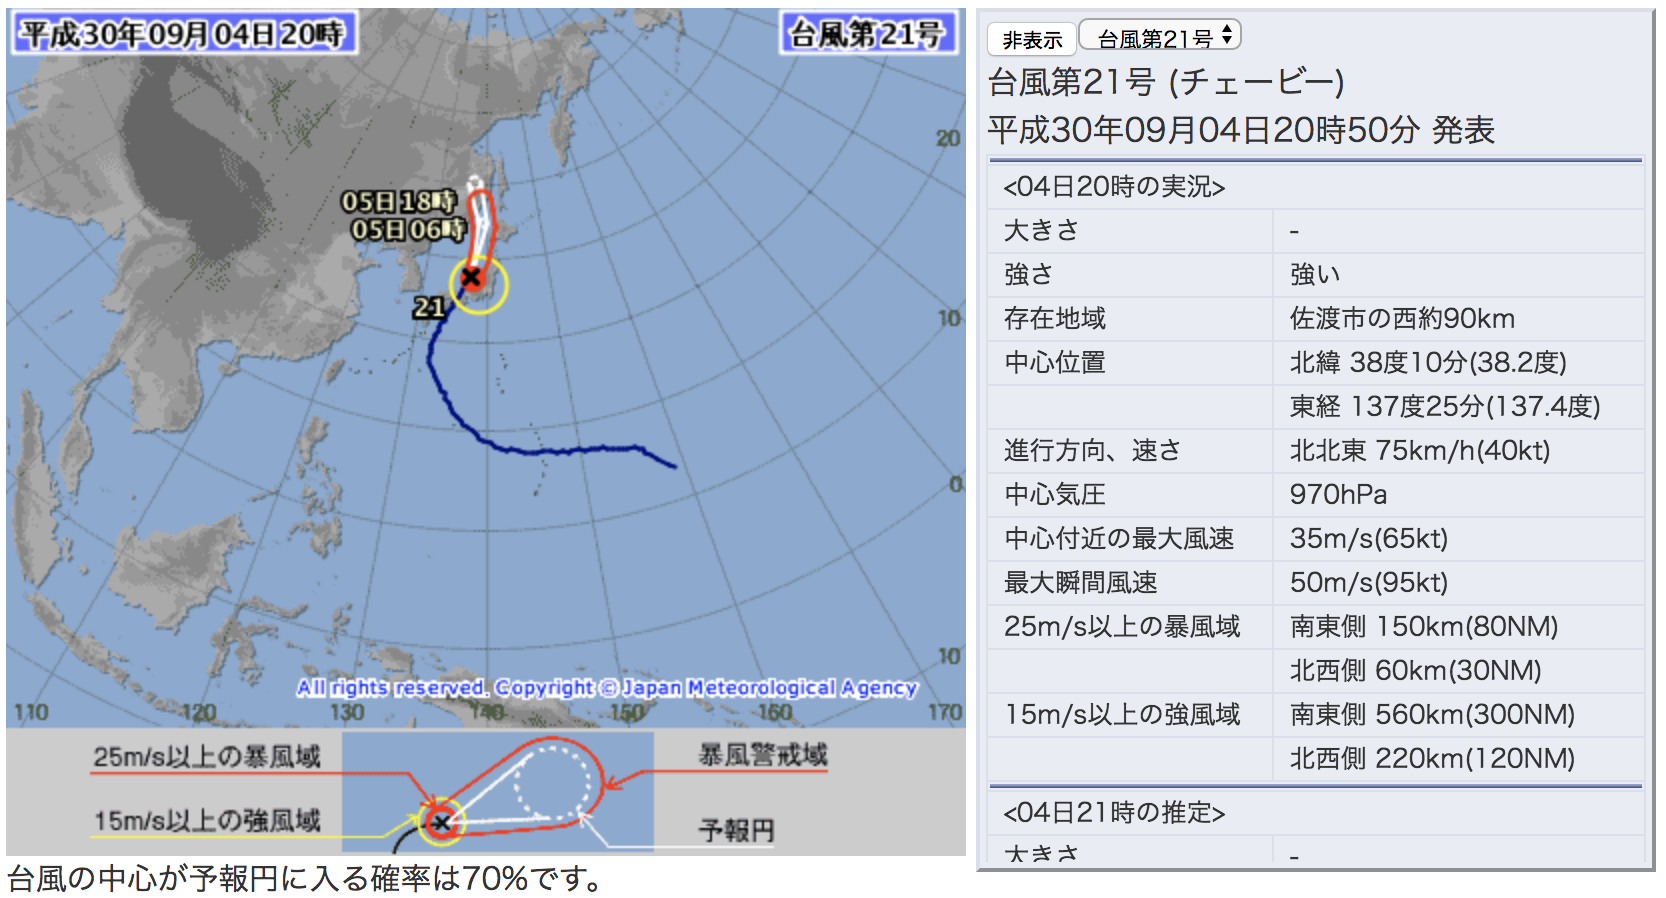 平成30年09月04日20時
台風第21号
20
10
0
10
05日18時
05日06時
21
All rights reserved. Copyright © Japan Meteorological Agency
110 120 130 140 150 160 170
25m/s以上の暴風域
暴風警戒域
15m/s以上の強風域
予報円
台風の中心が予報円に入る確率は70%です。
非表示 台風第21号
台風第21号 (チェービー)
平成30年09月04日20時50分 発表
<04日20時の実況>
大きさ -
強さ 強い
存在地域 佐渡市の西約90km
中心位置 北緯 38度10分(38.2度)
東経 137度25分(137.4度)
進行方向、速さ 北北東 75km/h(40kt)
中心気圧 970hPa
中心付近の最大風速 35m/s(65kt)
最大瞬間風速 50m/s(95kt)
25m/s以上の暴風域 南東側 150km(80NM)
北西側 60km(30NM)
15m/s以上の強風域 南東側 560km(300NM)
北西側 220km(120NM)
<04日21時の推定>
大きさ -